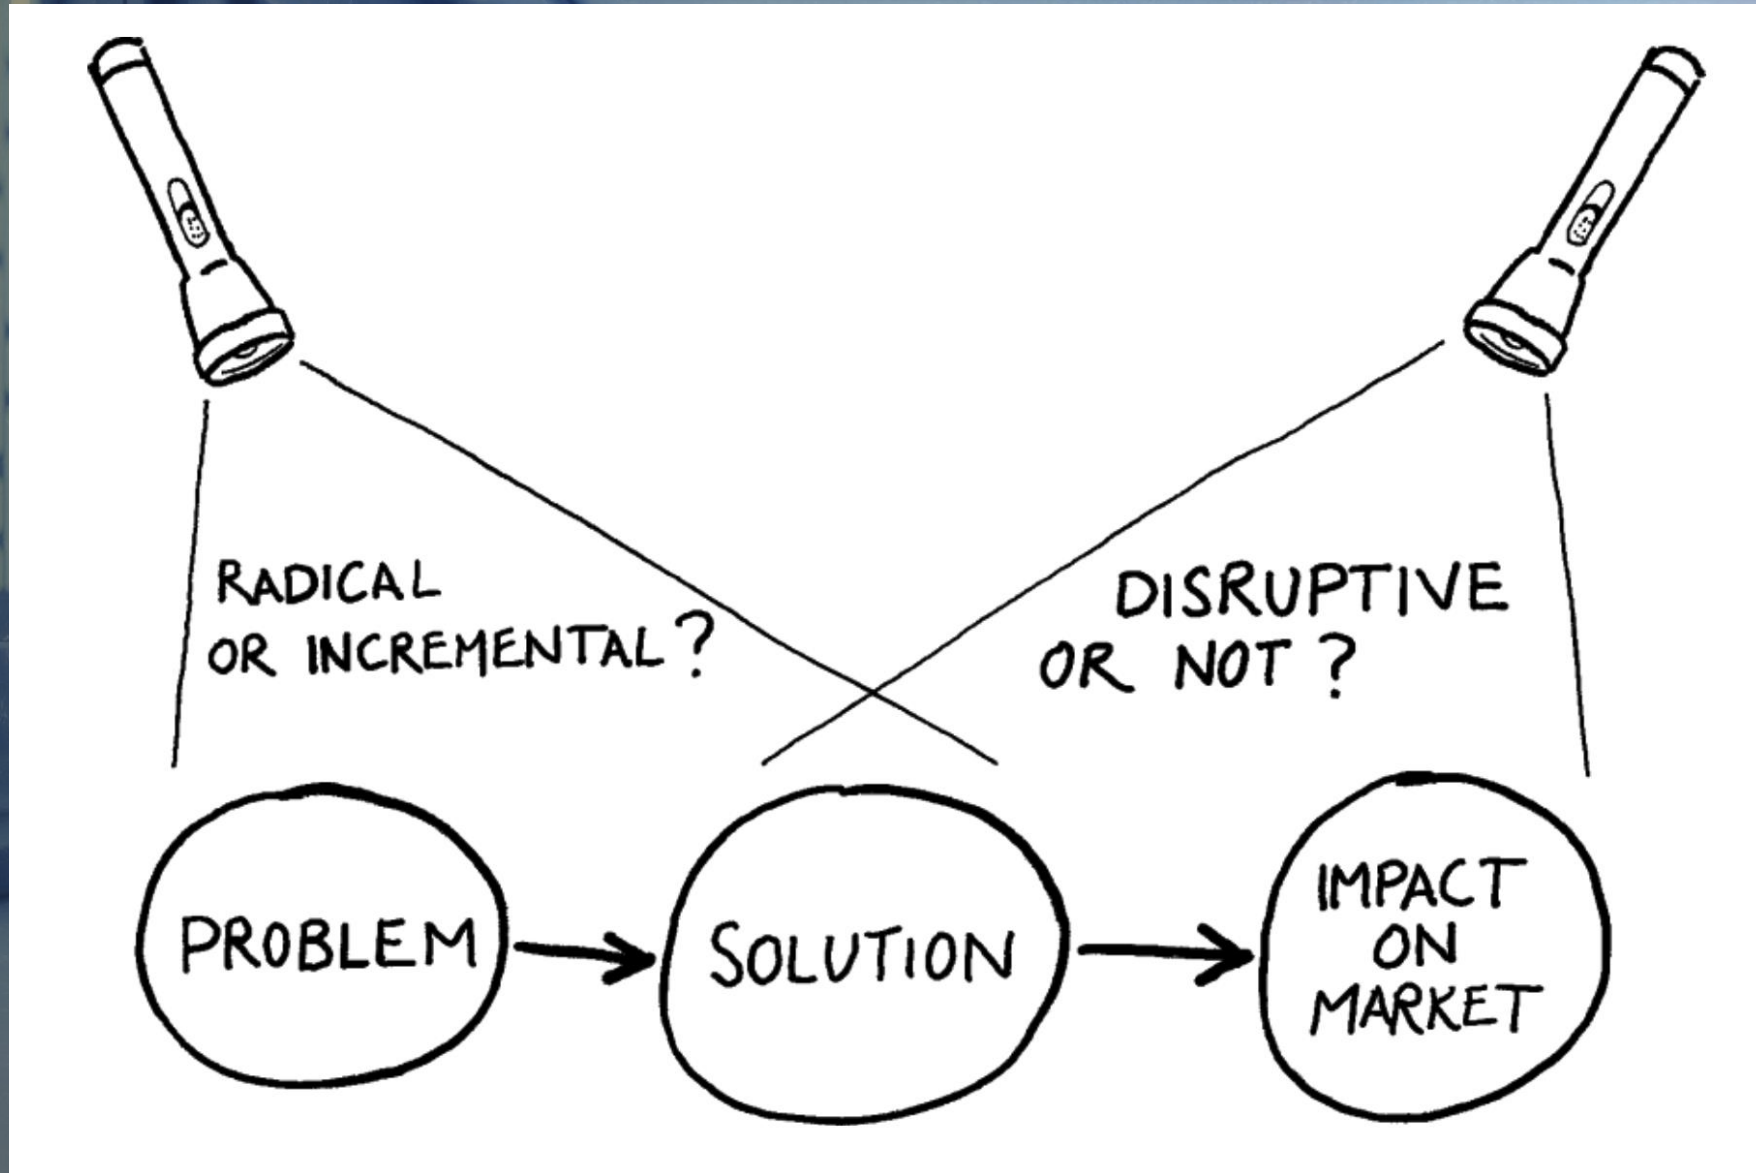 RADICAL
OR INCREMENTAL?
DISRUPTIVE
OR NOT?
PROBLEM
SOLUTION
IMPACT
ON
MARKET